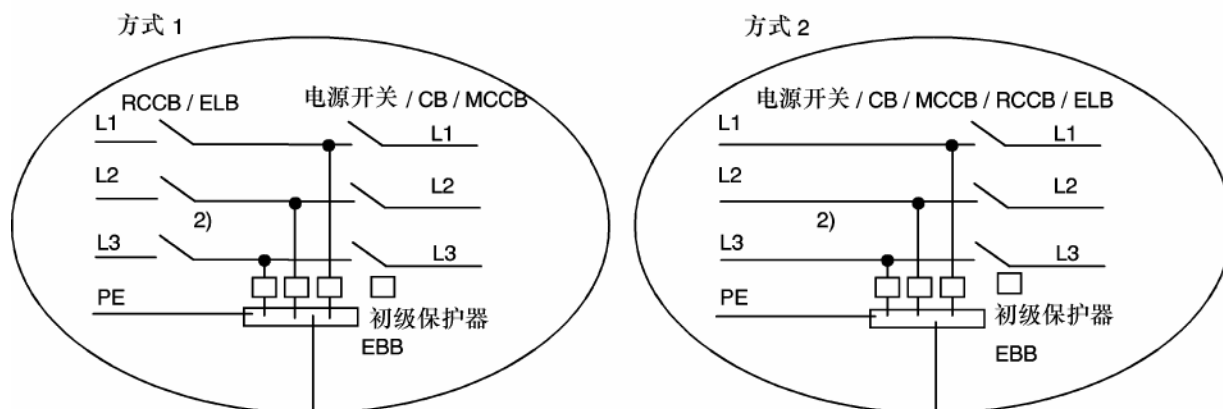 方式 1
RCCB / ELB
电源开关 / CB / MCCB
L1
L1
L2
L2
2)
L3
L3
PE
初级保护器
EBB
方式 2
电源开关 / CB / MCCB / RCCB / ELB
L1
L1
L2
L2
2)
L3
L3
PE
初级保护器
EBB